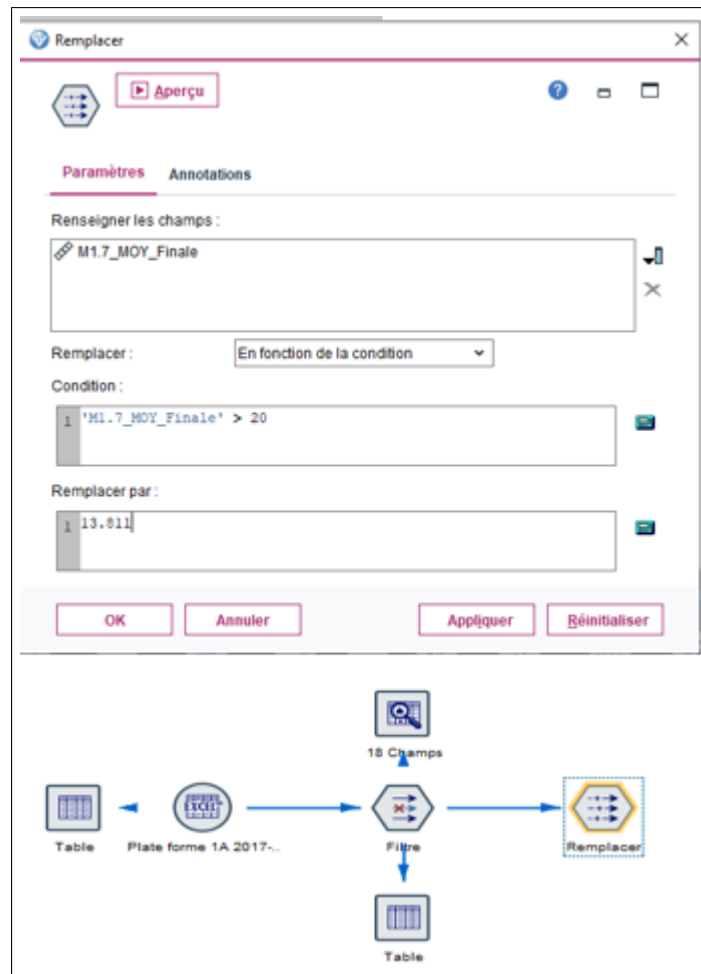 Remplacer
Aperçu
Paramètres Annotations
Renseigner les champs :
M1.7_MOY_Finale
Remplacer : En fonction de la condition
Condition :
1 'M1.7_MOY_Finale' > 20
Remplacer par :
1 13.811
OK Annuler Appliquer Réinitialiser
18 Champs
EXCEL
Table Plate forme 1A 2017-... Filtre Remplacer
Table